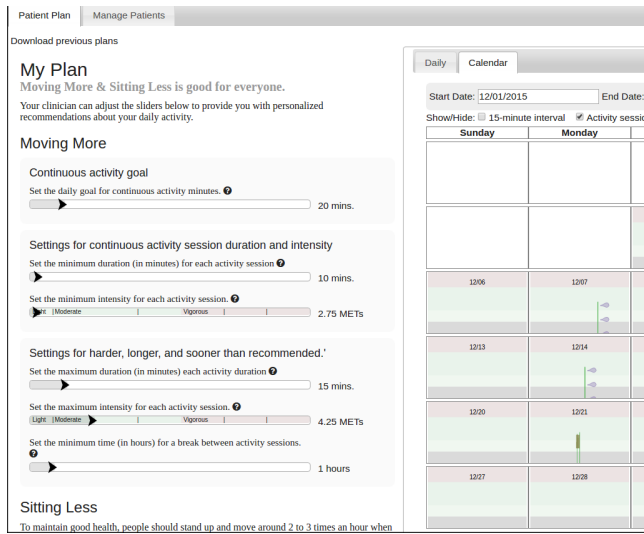 Patient Plan Manage Patients
Download previous plans
My Plan
Moving More & Sitting Less is good for everyone.
Your clinician can adjust the sliders below to provide you with personalized
recommendations about your daily activity.
Moving More
Continuous activity goal
Set the daily goal for continuous activity minutes.
20 mins.
Settings for continuous activity session duration and intensity
Set the minimum duration (in minutes) for each activity session
10 mins.
Set the minimum intensity for each activity session.
Moderate Vigorous
2.75 METs
Settings for harder, longer, and sooner than recommended.'
Set the maximum duration (in minutes) each activity duration
15 mins.
Set the maximum intensity for each activity session.
Light Moderate Vigorous
4.25 METs
Set the minimum time (in hours) for a break between activity sessions.
1 hours
Sitting Less
To maintain good health, people should stand up and move around 2 to 3 times an hour when
Daily Calendar
Start Date: 12/01/2015 End Date:
Show/Hide: 15-minute interval Activity sessi
Sunday Monday
12/06 12/07
12/13 12/14
12/20 12/21
12/27 12/28